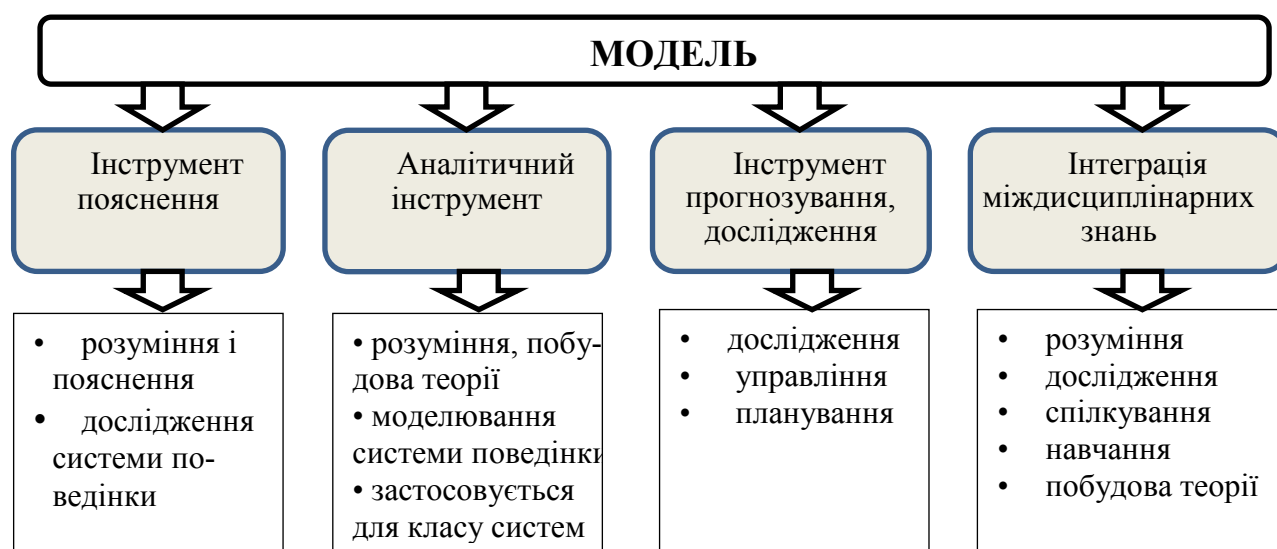 МОДЕЛЬ
Інструмент
пояснення
Аналітичний
інструмент
Інструмент
прогнозування,
дослідження
Інтеграція
міждисциплінарних
знань
• розуміння і
пояснення
• дослідження
системи по-
ведінки
• розуміння, побу-
дова теорії
• моделювання
системи поведінки
• застосовується
для класу систем
• дослідження
• управління
• планування
• розуміння
• дослідження
• спілкування
• навчання
• побудова теорії